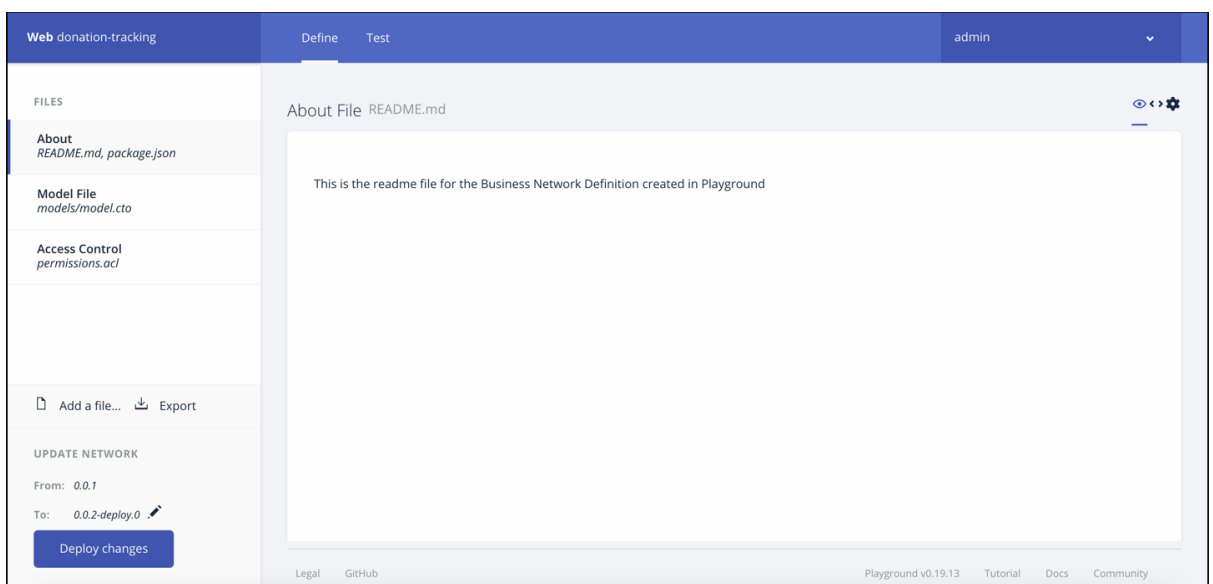 Web donation-tracking
Define
Test
admin
FILES
About
README.md, package.json
Model File
models/model.cto
Access Control
permissions.acl
Add a file...
Export
UPDATE NETWORK
From: 0.0.1
To: 0.0.2-deploy.0
Deploy changes
About File README.md
This is the readme file for the Business Network Definition created in Playground
Legal
GitHub
Playground v0.19.13
Tutorial
Docs
Community